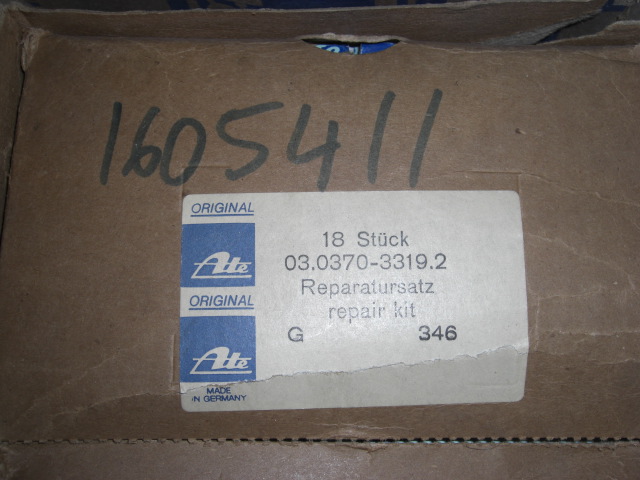 1605411
ORIGINAL
Ate
ORIGINAL
Ate
MADE
IN GERMANY
18 Stück
03.0370-3319.2
Reparatursatz
repair kit
G 346